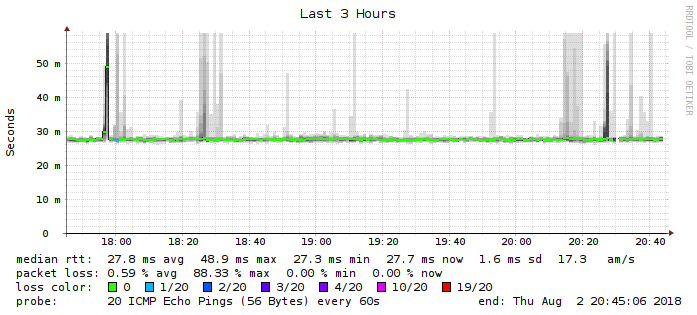 Last 3 Hours
RRDTOOL / TOBI OETIKER
Seconds
50 m
40 m
30 m
20 m
10 m
0
18:00 18:20 18:40 19:00 19:20 19:40 20:00 20:20 20:40
median rtt: 27.8 ms avg 48.9 ms max 27.3 ms min 27.7 ms now 1.6 ms sd 17.3 am/s
packet loss: 0.59 % avg 88.33 % max 0.00 % min 0.00 % now
loss color: 0 1/20 2/20 3/20 4/20 10/20 19/20
probe: 20 ICMP Echo Pings (56 Bytes) every 60s end: Thu Aug 2 20:45:06 2018